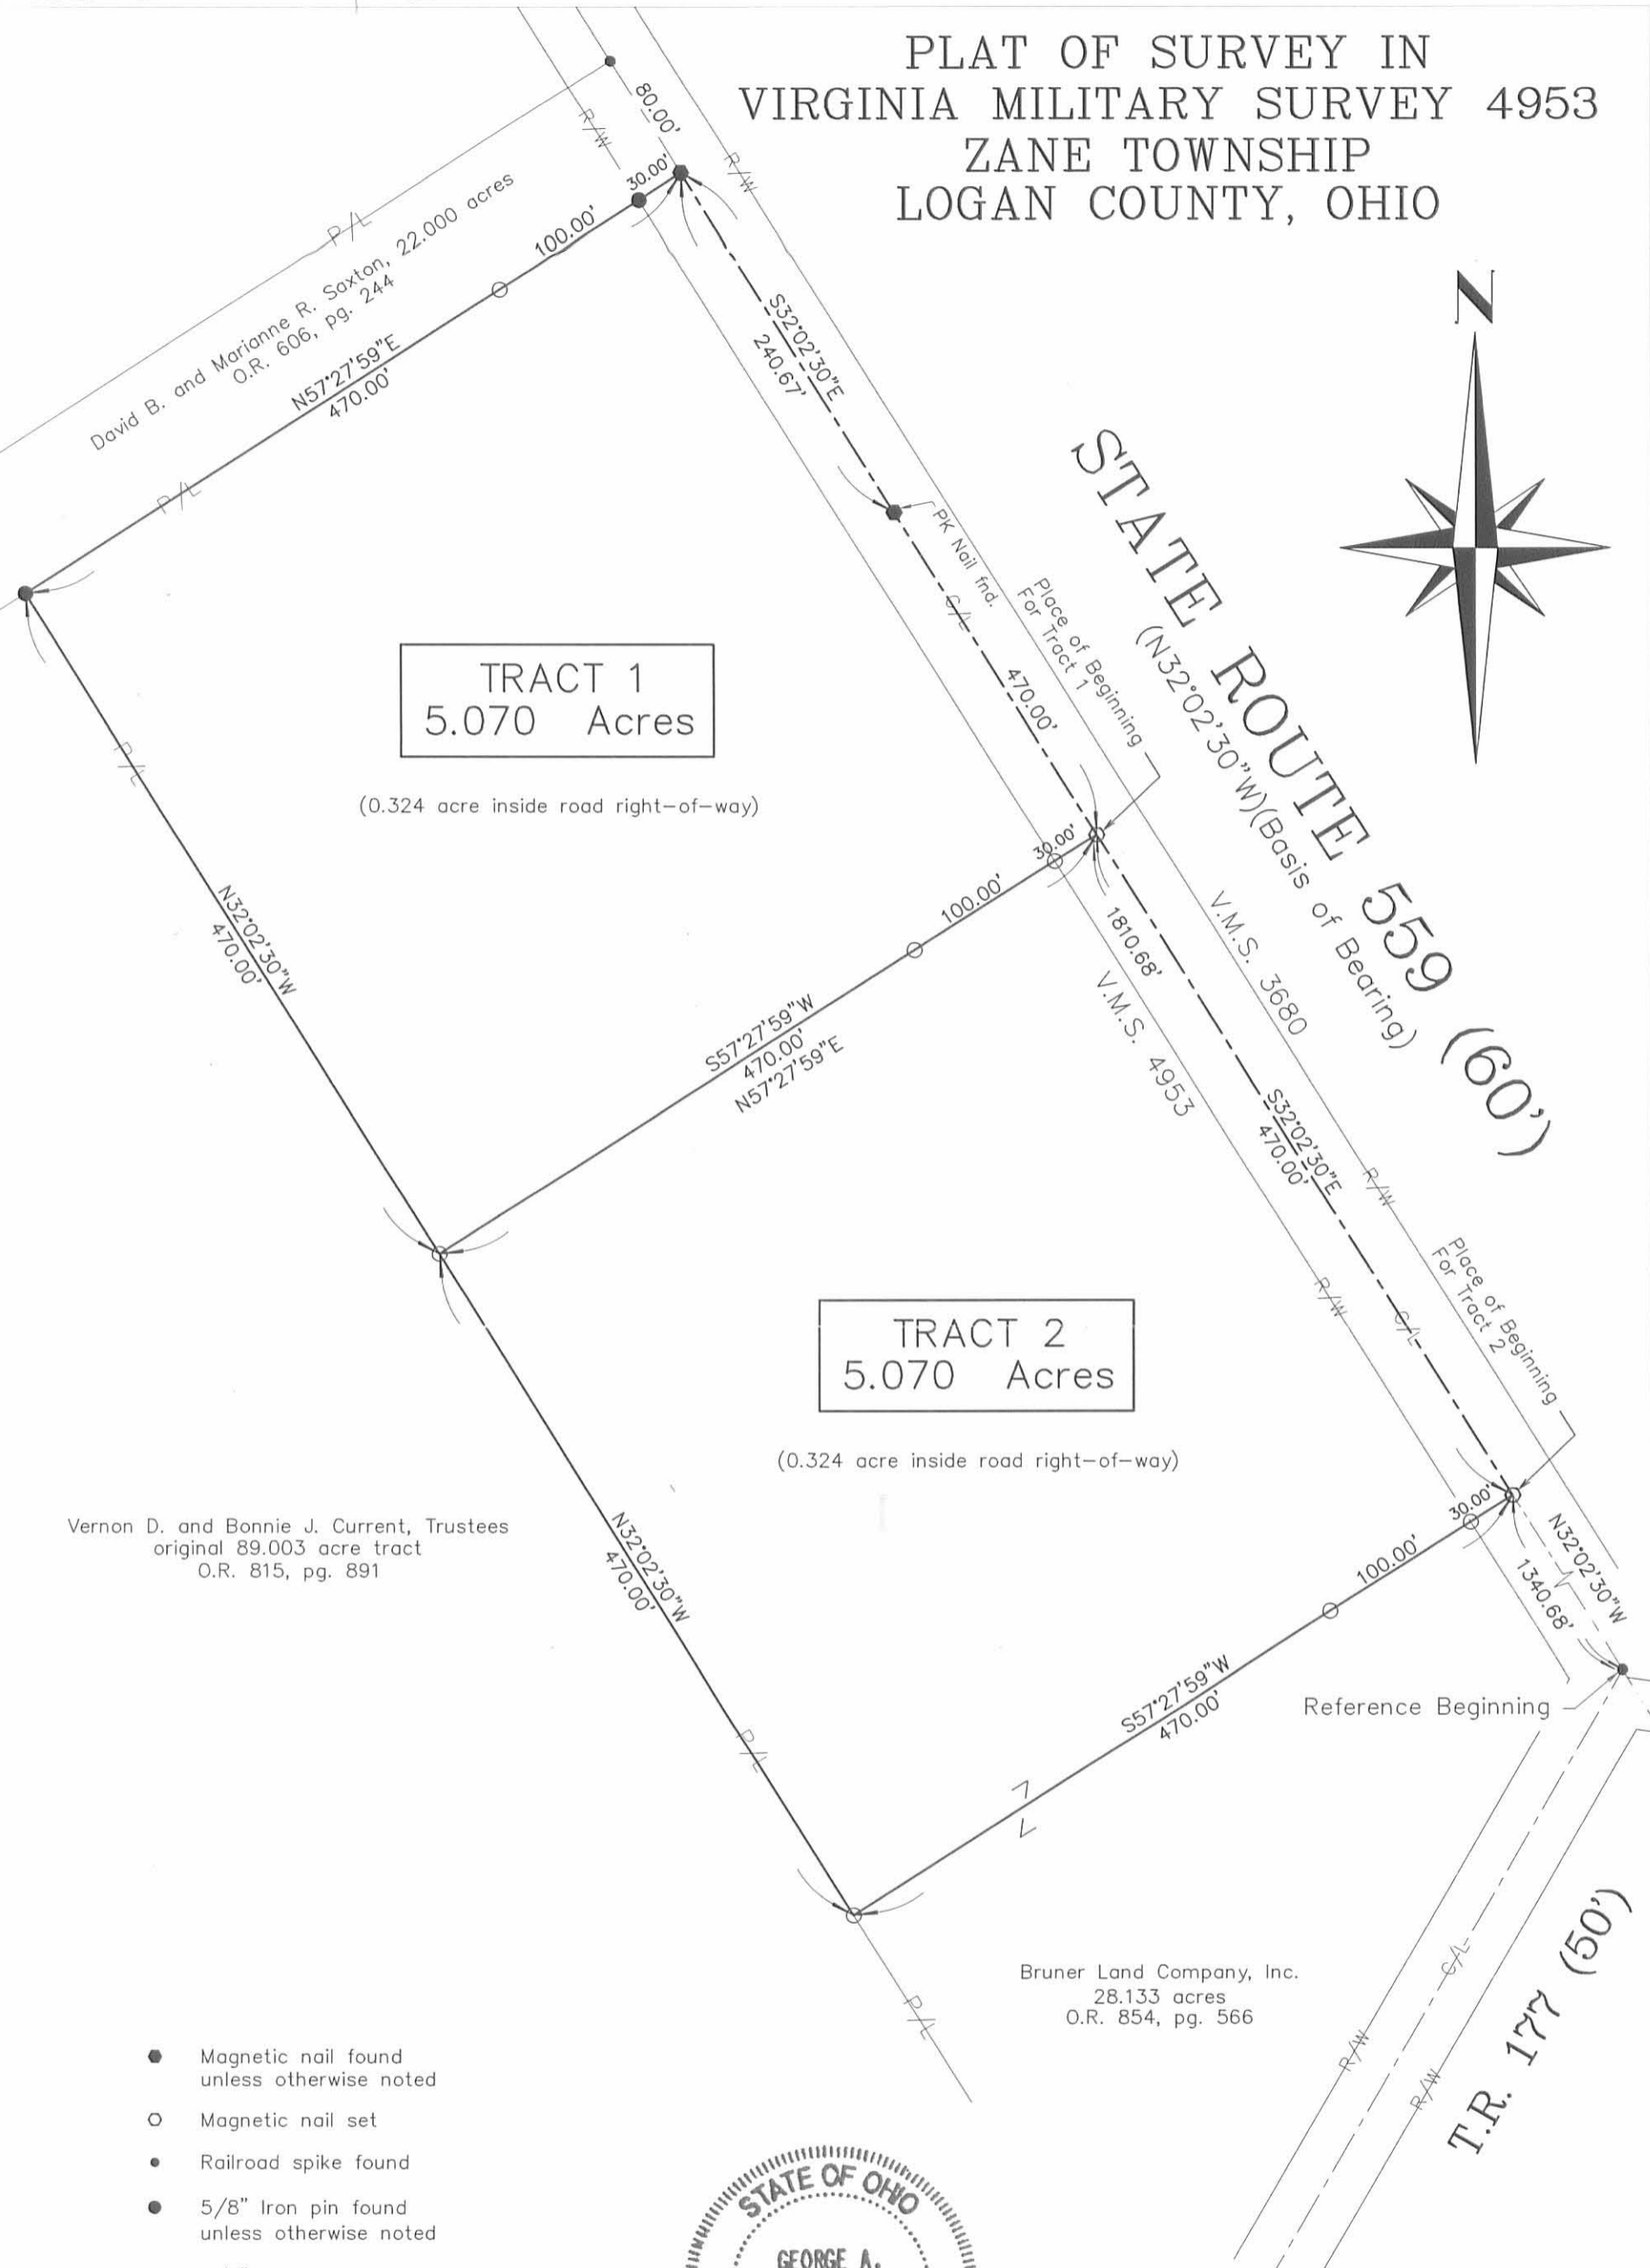 PLAT OF SURVEY IN
VIRGINIA MILITARY SURVEY 4953
ZANE TOWNSHIP
LOGAN COUNTY, OHIO
80.00'
R/W
R/W
30.00'
100.00'
P/L
David B. and Marianne R. Saxton, 22.000 acres
O.R. 606, pg. 244
N57°27'59"E
470.00'
P/L
S32°02'30"E
240.67'
N
PK Nail fnd.
C/L
Place of Beginning
For Tract 1
470.00'
STATE ROUTE 559 (60')
(N32°02'30"W)(Basis of Bearing)
TRACT 1
5.070 Acres
(0.324 acre inside road right-of-way)
P/L
N32°02'30"W
470.00'
30.00'
100.00'
1810.68'
V.M.S. 3680
V.M.S. 4953
S57°27'59"W
470.00'
N57°27'59"E
S32°02'30"E
470.00'
R/W
R/W
C/L
Place of Beginning
For Tract 2
TRACT 2
5.070 Acres
(0.324 acre inside road right-of-way)
30.00'
100.00'
N32°02'30"W
1340.68'
Vernon D. and Bonnie J. Current, Trustees
original 89.003 acre tract
O.R. 815, pg. 891
N32°02'30"W
470.00'
P/L
S57°27'59"W
470.00'
Reference Beginning
Bruner Land Company, Inc.
28.133 acres
O.R. 854, pg. 566
P/L
C/L
R/W
R/W
T.R. 177 (50')
Magnetic nail found
unless otherwise noted
Magnetic nail set
Railroad spike found
5/8" Iron pin found
unless otherwise noted
STATE OF OHIO
GEORGE A.